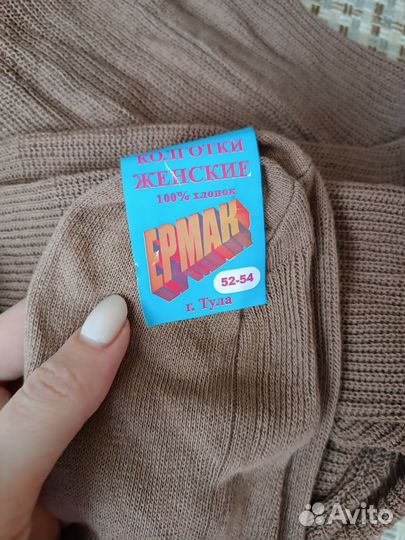 КОЛГОТКИ
ЖЕНСКИЕ
100% хлопок
ЕРМАК
52-54
г. Тула
Avito